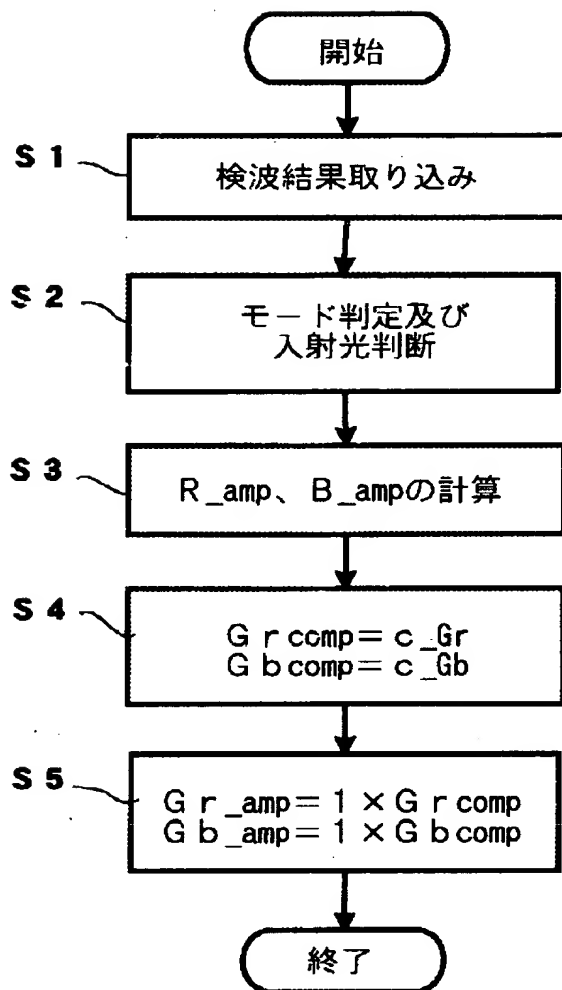 開始
S1
検波結果取り込み
S2
モード判定及び
入射光判断
S3
R_amp、B_ampの計算
S4
Grcomp=c_Gr
Gbcomp=c_Gb
S5
Gr_amp=1×Grcomp
Gb_amp=1×Gbcomp
終了